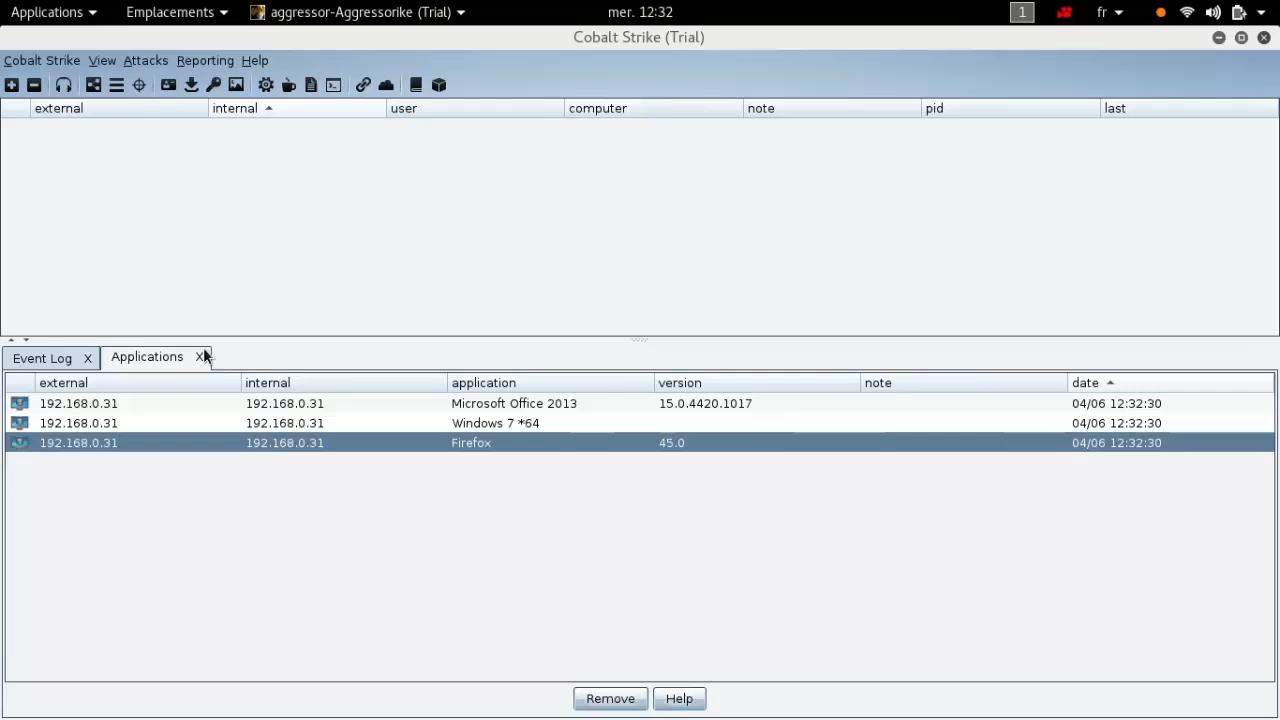 Applications Emplacements aggressor-Aggressorike (Trial) mer. 12:32 1 fr
Cobalt Strike (Trial)
Cobalt Strike View Attacks Reporting Help
external internal user computer note pid last
Event Log X Applications X
external internal application version note date
192.168.0.31 192.168.0.31 Microsoft Office 2013 15.0.4420.1017 04/06 12:32:30
192.168.0.31 192.168.0.31 Windows 7 *64 04/06 12:32:30
192.168.0.31 192.168.0.31 Firefox 45.0 04/06 12:32:30
Remove Help